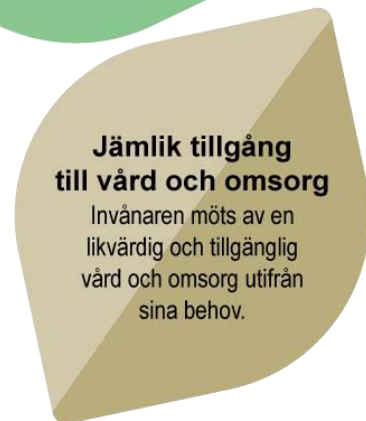 Jämlik tillgång
till vård och omsorg
Invånaren möts av en
likvärdig och tillgänglig
vård och omsorg utifrån
sina behov.